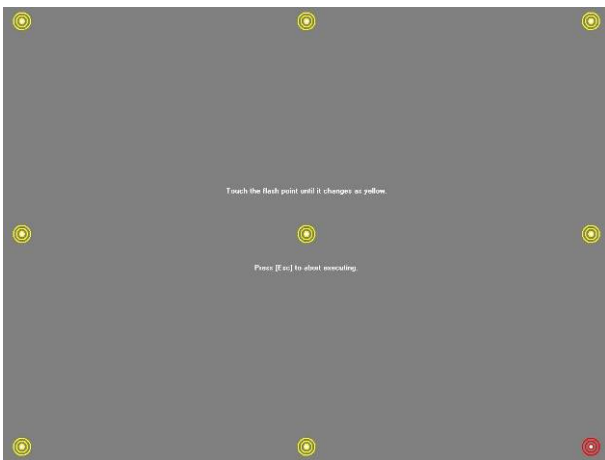 Touch the flash point until it changes as yellow.
Press [Esc] to abort executing.